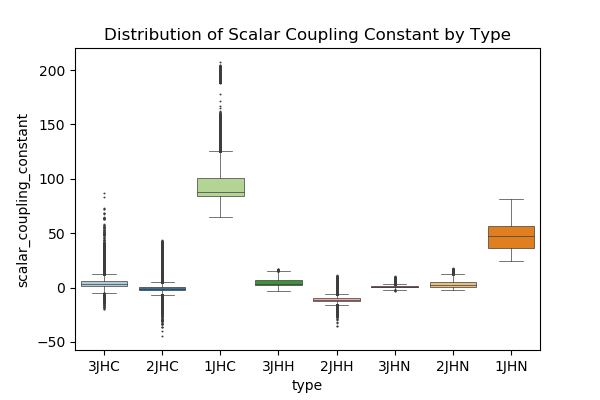 Distribution of Scalar Coupling Constant by Type
scalar_coupling_constant
200
150
100
50
0
−50
3JHC 2JHC 1JHC 3JHH 2JHH 3JHN 2JHN 1JHN
type